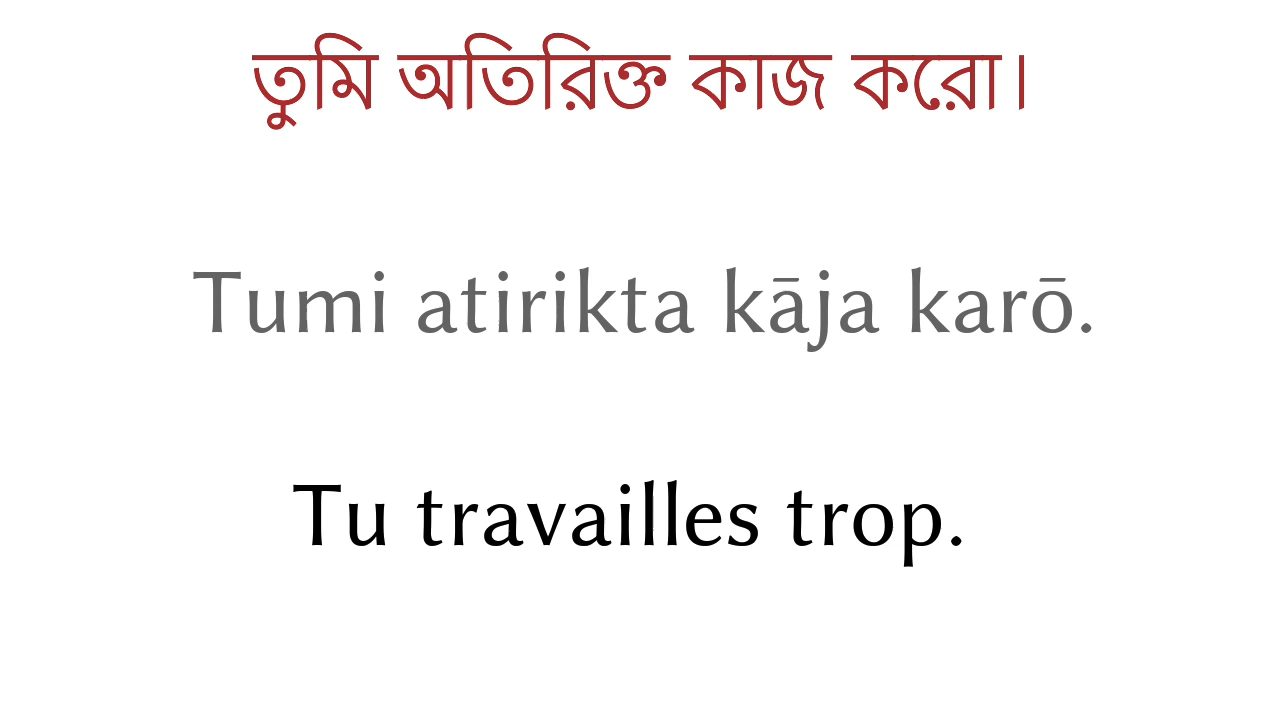 তুমি অতিরিক্ত কাজ করো।
Tumi atirikta kāja karō.
Tu travailles trop.